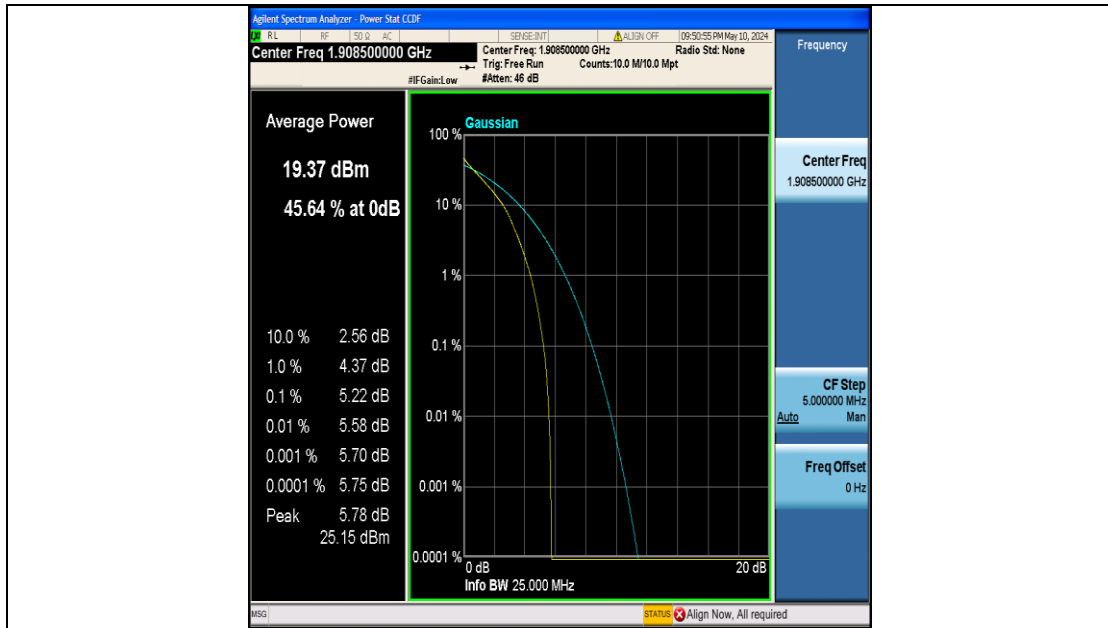 Agilent Spectrum Analyzer - Power Stat CCDF
RL RF 50 Ω AC SENSE:INT ALIGN OFF 09:50:55 PM May 10, 2024
Center Freq 1.908500000 GHz
Center Freq: 1.908500000 GHz Radio Std: None
Trig: Free Run Counts:10.0 M/10.0 Mpt
#IFGain:Low #Atten: 46 dB
Frequency
Average Power
19.37 dBm
45.64 % at 0dB
10.0 % 2.56 dB
1.0 % 4.37 dB
0.1 % 5.22 dB
0.01 % 5.58 dB
0.001 % 5.70 dB
0.0001 % 5.75 dB
Peak 5.78 dB
25.15 dBm
Gaussian
100 %
10 %
1 %
0.1 %
0.01 %
0.001 %
0.0001 %
0 dB 20 dB
Info BW 25.000 MHz
Center Freq
1.908500000 GHz
CF Step
5.000000 MHz
Auto Man
Freq Offset
0 Hz
MSG STATUS Align Now, All required